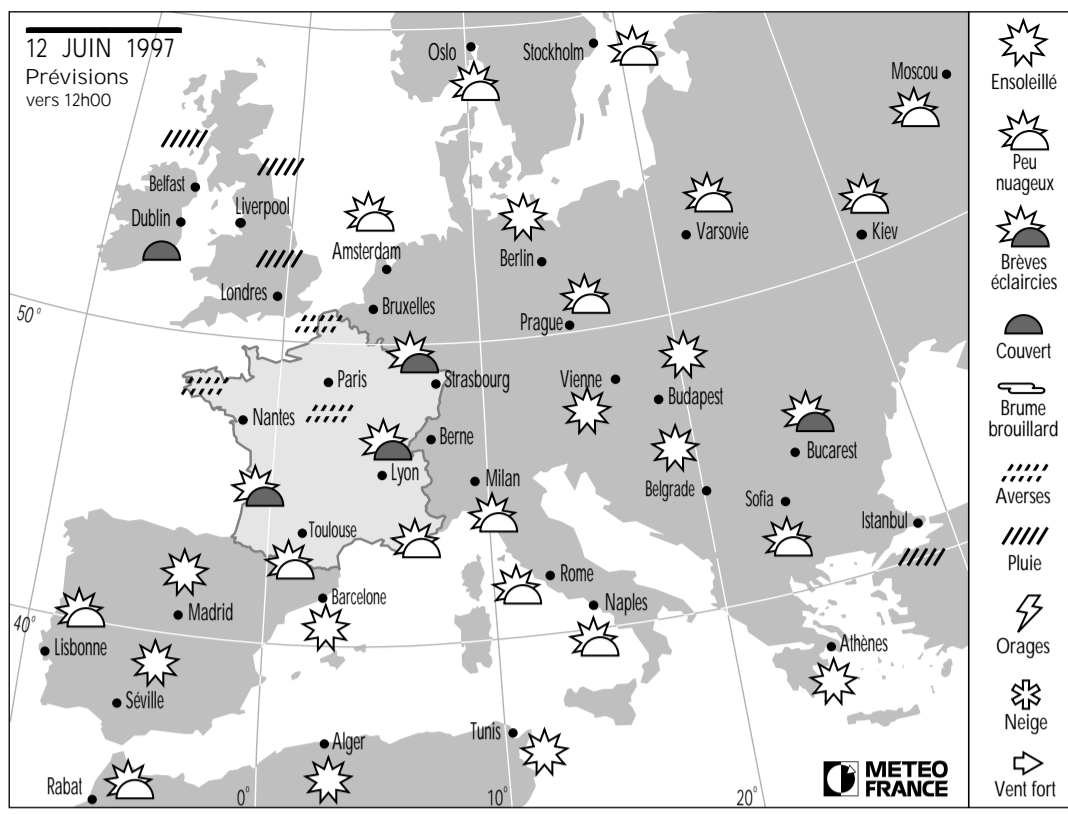 12 JUIN 1997
Prévisions
vers 12h00
Oslo
Stockholm
Moscou
Belfast
Dublin
Liverpool
Amsterdam
Berlin
Varsovie
Kiev
Londres
Bruxelles
50°
Prague
Paris
Strasbourg
Vienne
Budapest
Nantes
Berne
Bucarest
Lyon
Milan
Belgrade
Sofia
Istanbul
Toulouse
Rome
Barcelone
Naples
Madrid
40°
Lisbonne
Athènes
Séville
Alger
Tunis
Rabat
0°
10°
20°
METEO
FRANCE
Ensoleillé
Peu
nuageux
Brèves
éclaircies
Couvert
Brume
brouillard
Averses
Pluie
Orages
Neige
Vent fort